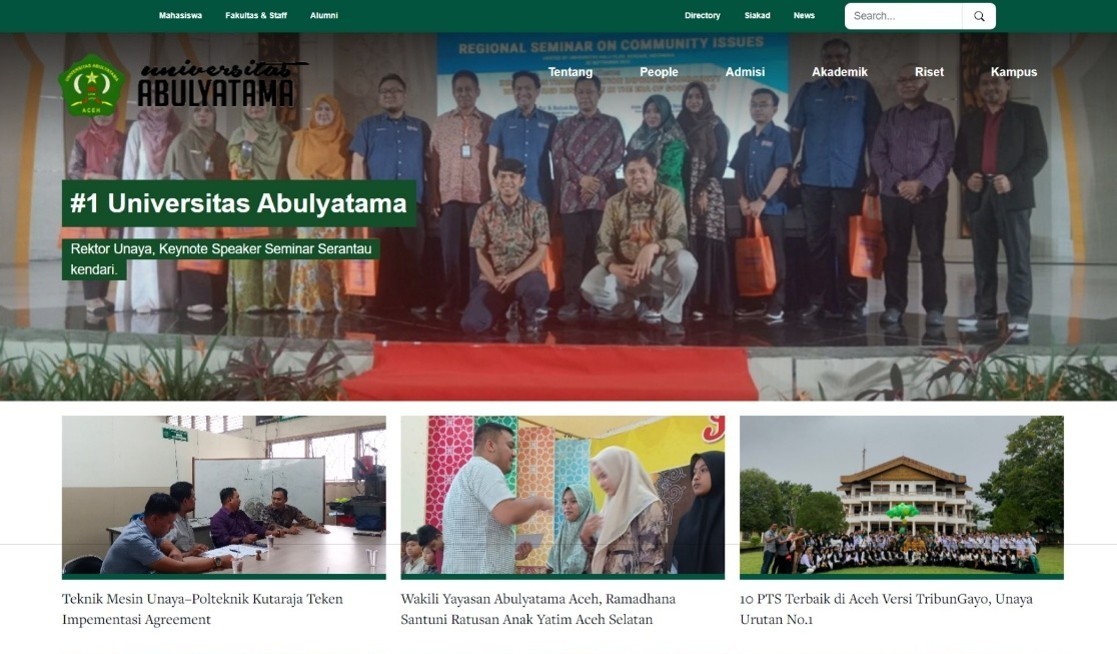 Mahasiswa Fakultas & Staff Alumni Directory Siakad News Search...
REGIONAL SEMINAR ON COMMUNITY ISSUES
universitas
ABULYATAMA
Tentang People Admisi Akademik Riset Kampus
UNIVERSITAS ABULYATAMA
ACEH
#1 Universitas Abulyatama
Rektor Unaya, Keynote Speaker Seminar Serantau
kendari.
Teknik Mesin Unaya–Polteknik Kutaraja Teken
Impementasi Agreement
Wakili Yayasan Abulyatama Aceh, Ramadhana
Santuni Ratusan Anak Yatim Aceh Selatan
10 PTS Terbaik di Aceh Versi TribunGayo, Unaya
Urutan No.1